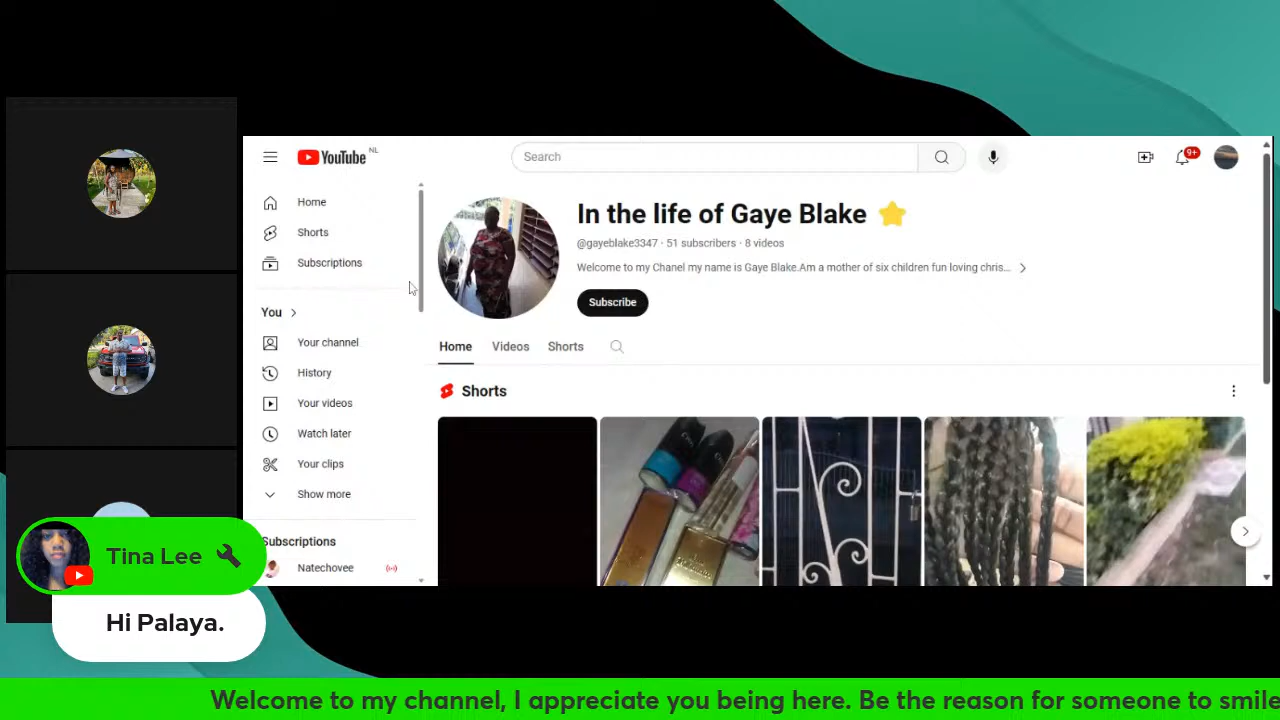 YouTube NL
Search
9+
Home
Shorts
Subscriptions
You
Your channel
History
Your videos
Watch later
Your clips
Show more
Subscriptions
Natechovee
In the life of Gaye Blake
@gayeblake3347 · 51 subscribers · 8 videos
Welcome to my Chanel my name is Gaye Blake.Am a mother of six children fun loving chris...
Subscribe
Home Videos Shorts
Shorts
Tina Lee
Hi Palaya.
Welcome to my channel, I appreciate you being here. Be the reason for someone to smile